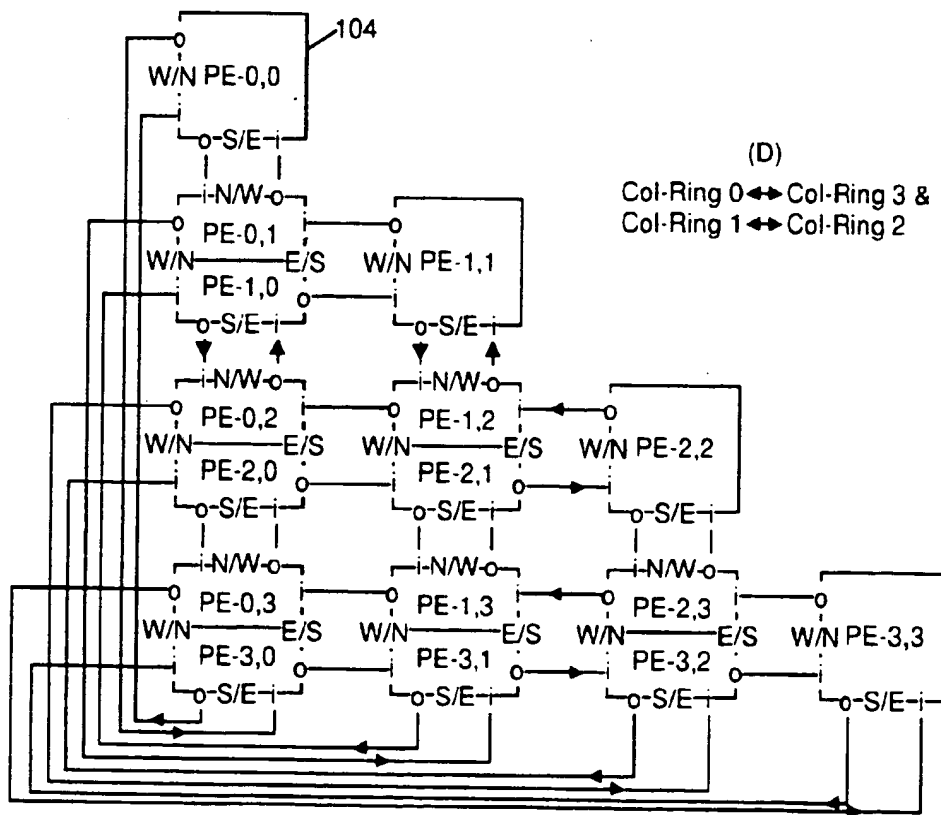 104
o
W/N PE-0,0
i
o-S/E-i
(D)
Col-Ring 0↔Col-Ring 3 &
Col-Ring 1↔Col-Ring 2
i-N/W-o
o PE-0,1 i o
W/N E/S W/N PE-1,1
i PE-1,0 o i
o-S/E-i o-S/E-i
i-N/W-o i-N/W-o
o PE-0,2 i o PE-1,2 i o
W/N E/S W/N E/S W/N PE-2,2
i PE-2,0 o i PE-2,1 o i
o-S/E-i o-S/E-i o-S/E-i
i-N/W-o i-N/W-o i-N/W-o
o PE-0,3 i o PE-1,3 i o PE-2,3 i o
W/N E/S W/N E/S W/N E/S W/N PE-3,3
i PE-3,0 o i PE-3,1 o i PE-3,2 o i
o-S/E-i o-S/E-i o-S/E-i o-S/E-i